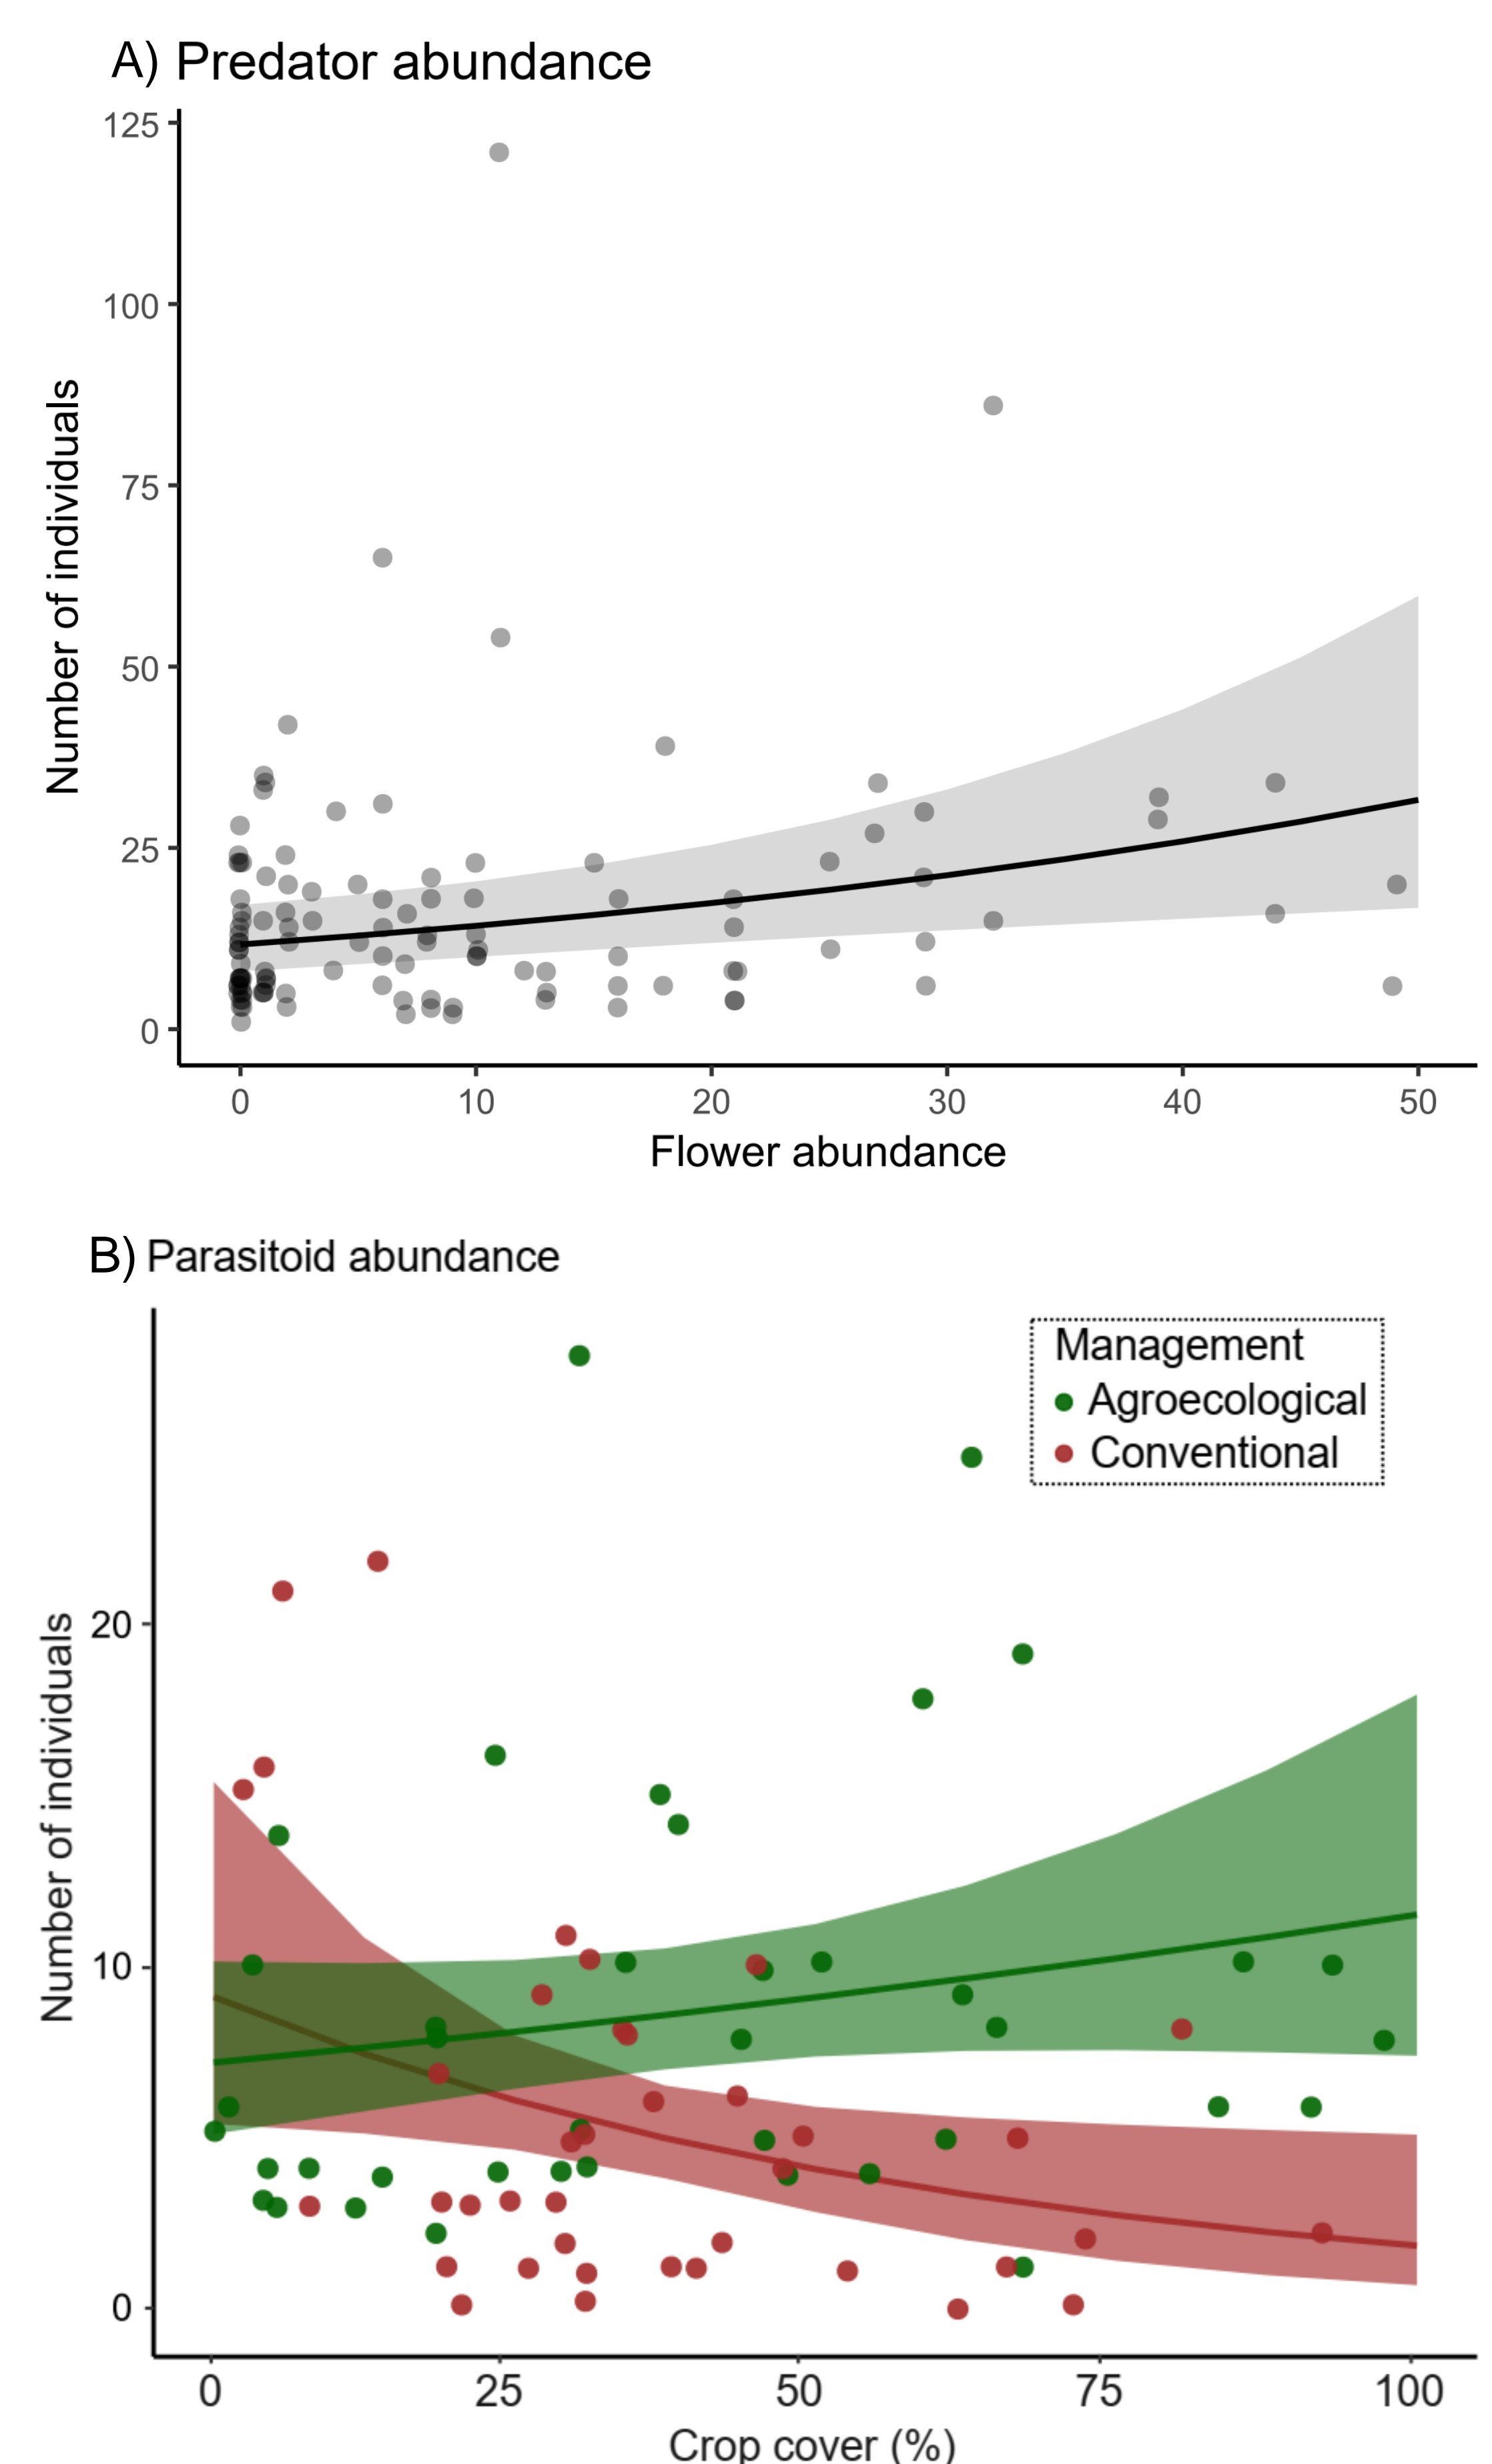 A) Predator abundance
125
100
75
50
25
0
Number of individuals
0 10 20 30 40 50
Flower abundance
B) Parasitoid abundance
Management
Agroecological
Conventional
20
10
0
Number of individuals
0 25 50 75 100
Crop cover (%)